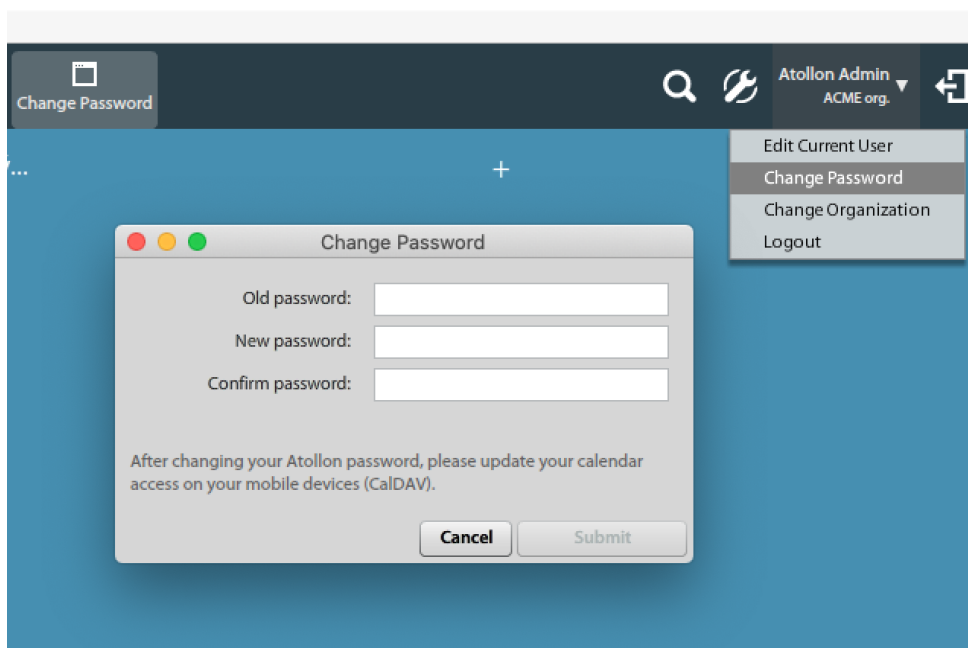 Change Password
Atollon Admin
ACME org.
Edit Current User
Change Password
Change Organization
Logout
...
+
Change Password
Old password:
New password:
Confirm password:
After changing your Atollon password, please update your calendar
access on your mobile devices (CalDAV).
Cancel
Submit